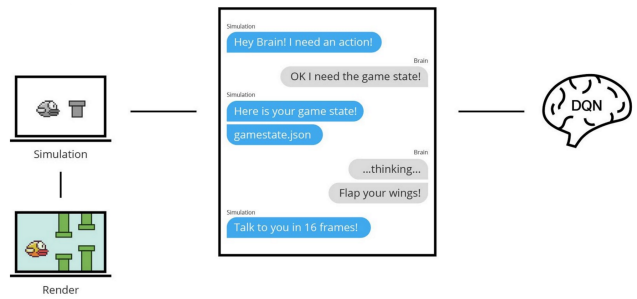 Simulation
Hey Brain! I need an action!
Brain
OK I need the game state!
Simulation
Here is your game state!
gamestate.json
Brain
...thinking...
Flap your wings!
Simulation
Talk to you in 16 frames!
Simulation
Render
DQN